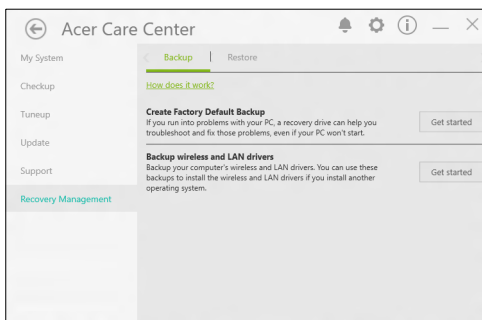 Acer Care Center
My System
Checkup
Tuneup
Update
Support
Recovery Management
Backup
Restore
How does it work?
Create Factory Default Backup
If you run into problems with your PC, a recovery drive can help you
troubleshoot and fix those problems, even if your PC won't start.
Get started
Backup wireless and LAN drivers
Backup your computer's wireless and LAN drivers. You can use these
backups to install the wireless and LAN drivers if you install another
operating system.
Get started